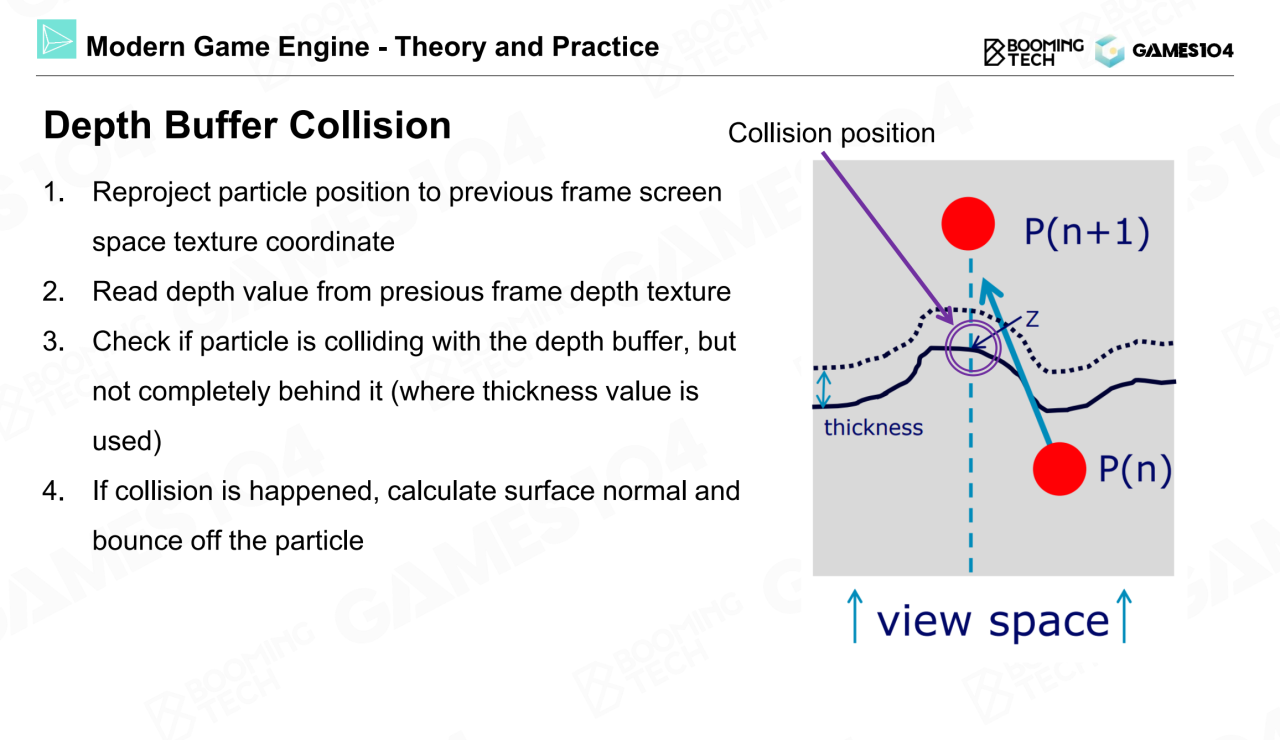 Modern Game Engine - Theory and Practice
BOOMING
TECH
GAMES104
Depth Buffer Collision
1. Reproject particle position to previous frame screen
space texture coordinate
2. Read depth value from presious frame depth texture
3. Check if particle is colliding with the depth buffer, but
not completely behind it (where thickness value is
used)
4. If collision is happened, calculate surface normal and
bounce off the particle
Collision position
P(n+1)
Z
thickness
P(n)
view space